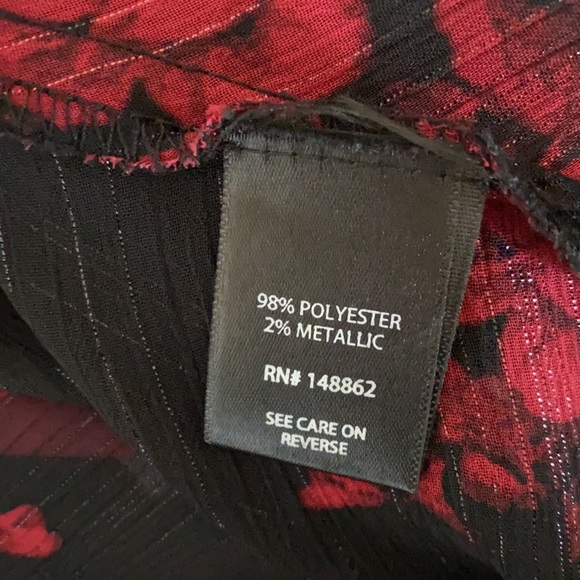 98% POLYESTER
2% METALLIC
RN# 148862
SEE CARE ON
REVERSE